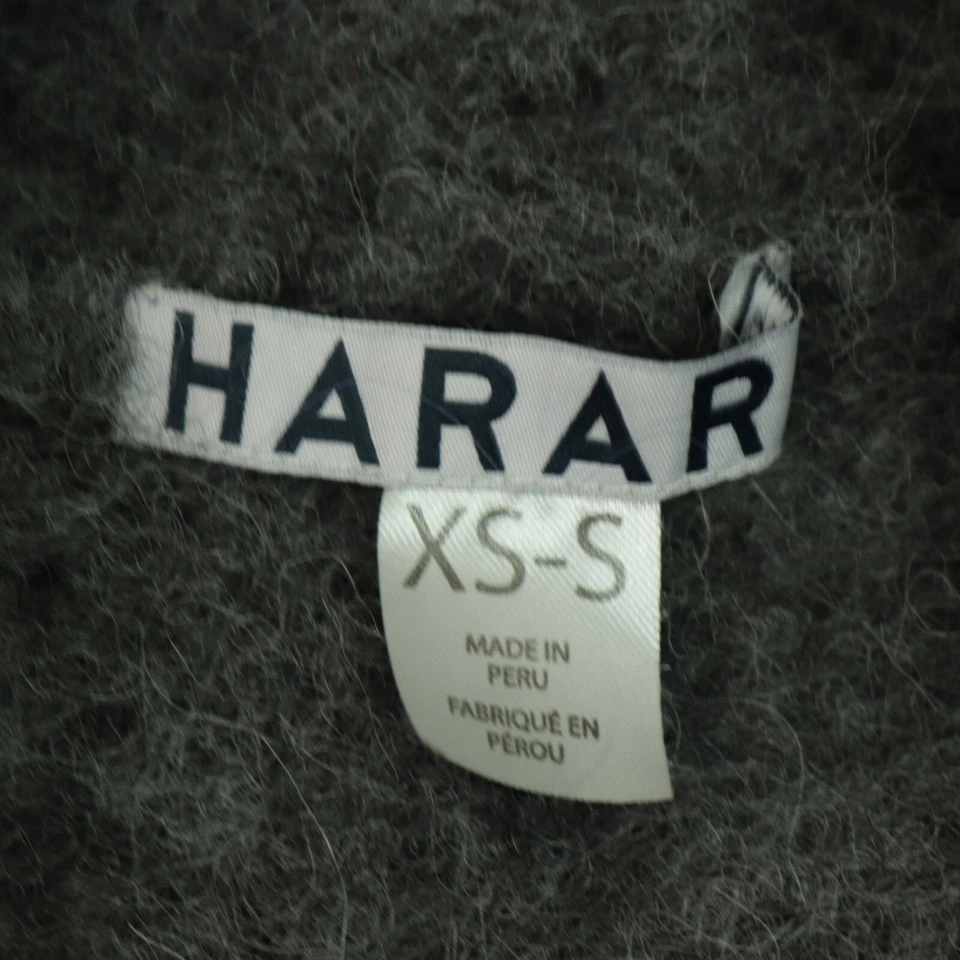 HARAR
XS-S
MADE IN
PERU
FABRIQUÉ EN
PÉROU